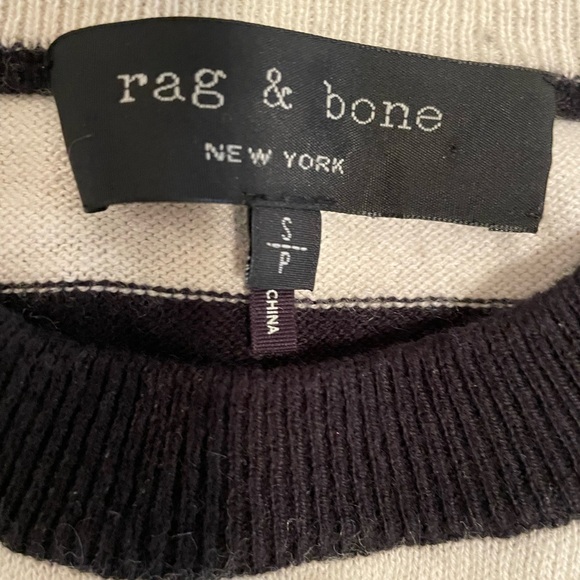 rag & bone
NEW YORK
S/P
CHINA